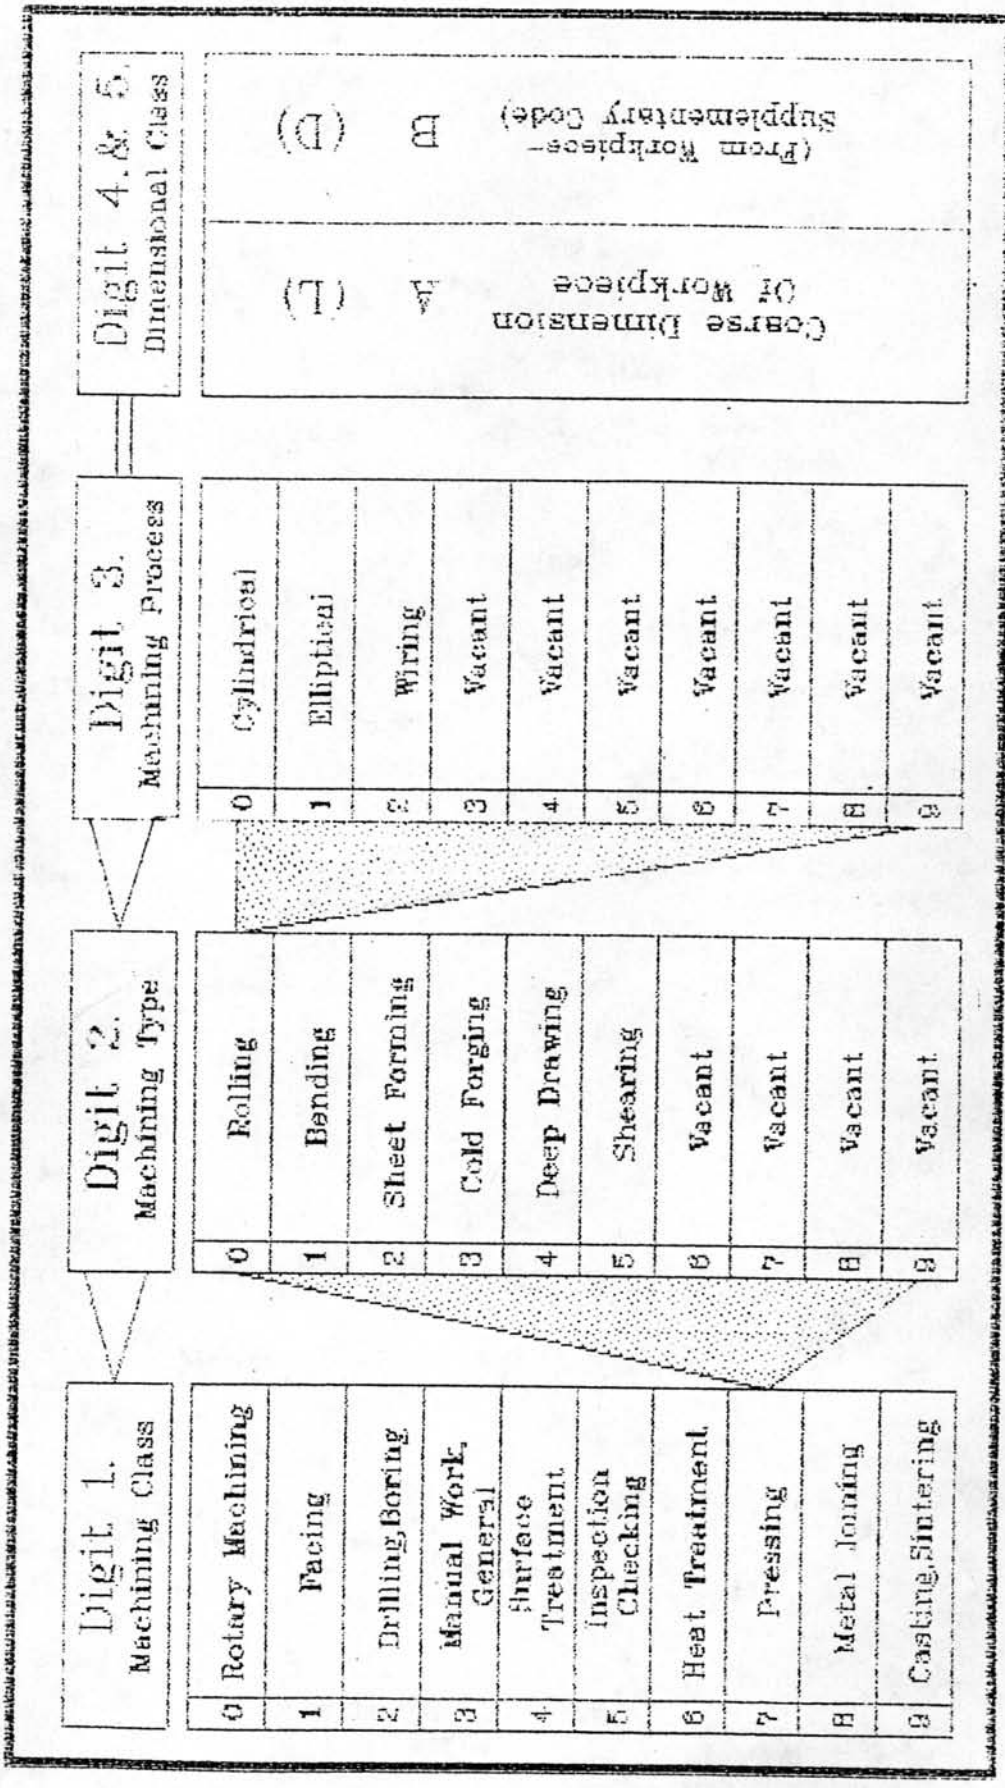 Digit 1.
Machining Class
0 Rotary Machining
1 Facing
2 Drilling,Boring
3 Manual Work,
General
4 Surface
Treatment
5 Inspection
Checking
6 Heat Treatment
7 Pressing
8 Metal Joining
9 Casting,Sintering
Digit 2.
Machining Type
0 Rolling
1 Bending
2 Sheet Forming
3 Cold Forging
4 Deep Drawing
5 Shearing
6 Vacant
7 Vacant
8 Vacant
9 Vacant
Digit 3.
Machining Process
0 Cylindrical
1 Elliptical
2 Wiring
3 Vacant
4 Vacant
5 Vacant
6 Vacant
7 Vacant
8 Vacant
9 Vacant
Digit 4.& 5.
Dimensional Class
Coarse Dimension
Of Workpiece
A
(L)
(From Workpiece-
Supplementary Code)
B
(D)